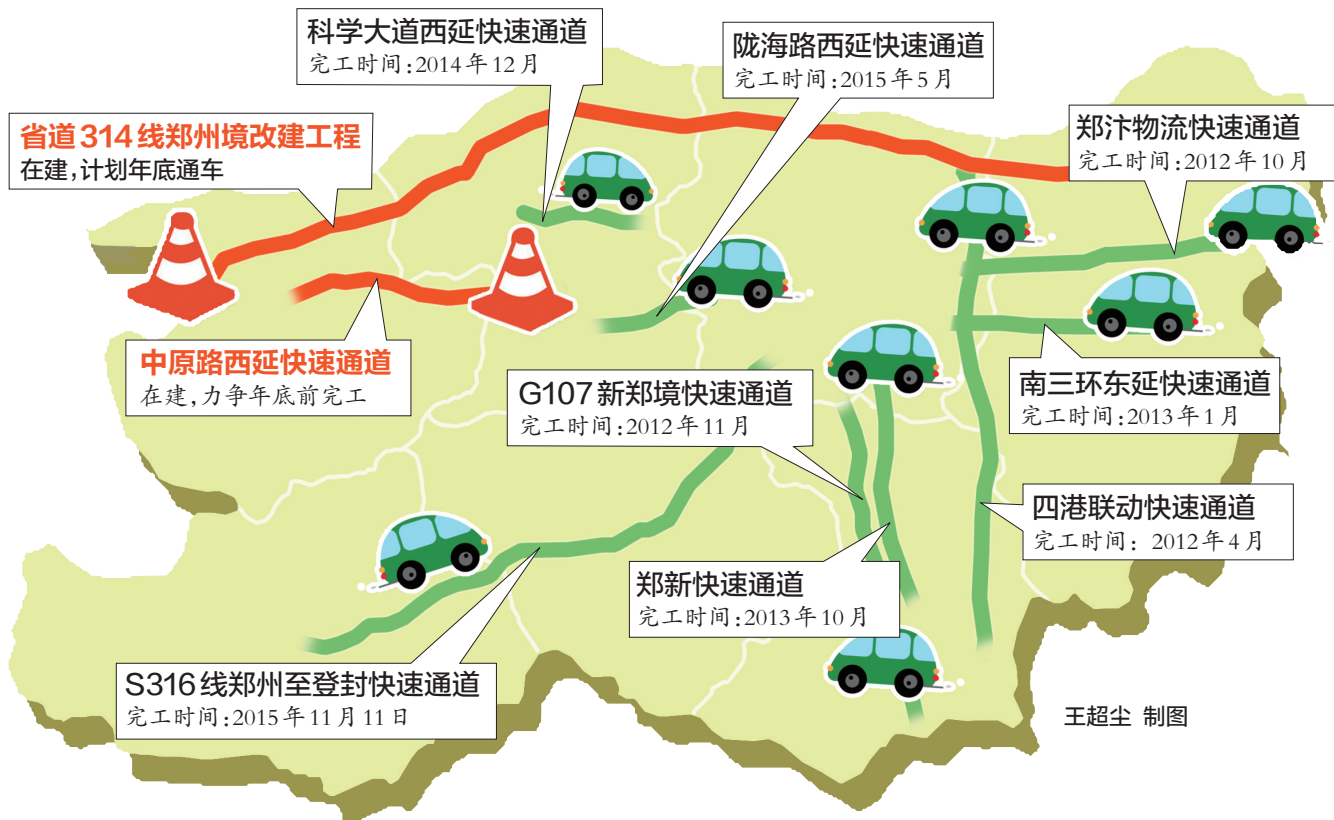 科学大道西延快速通道
完工时间:2014年12月
陇海路西延快速通道
完工时间:2015年5月
省道314线郑州境改建工程
在建,计划年底通车
郑汴物流快速通道
完工时间:2012年10月
中原路西延快速通道
在建,力争年底前完工
G107新郑境快速通道
完工时间:2012年11月
南三环东延快速通道
完工时间:2013年1月
四港联动快速通道
完工时间: 2012年4月
郑新快速通道
完工时间:2013年10月
S316线郑州至登封快速通道
完工时间:2015年11月11日
王超尘 制图